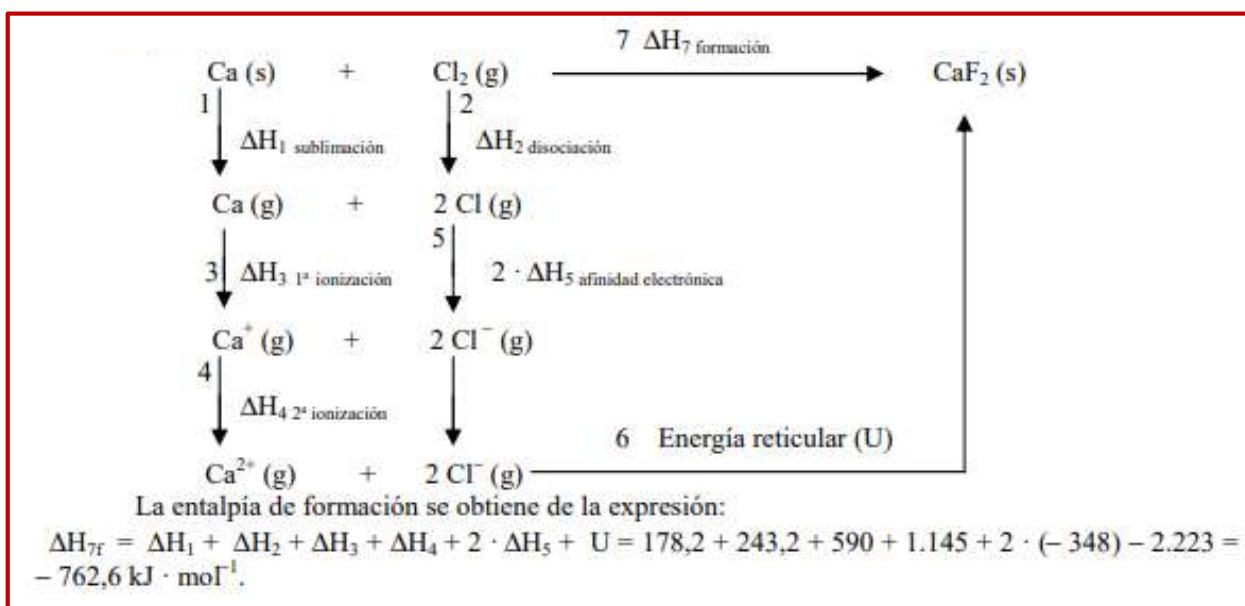 7 ΔH₇ formación
Ca (s) + Cl₂ (g) CaF₂ (s)
1 2
ΔH₁ sublimación ΔH₂ disociación
Ca (g) + 2 Cl (g)
5
3 ΔH₃ 1ª ionización 2 · ΔH₅ afinidad electrónica
Ca⁺ (g) + 2 Cl⁻ (g)
4
ΔH₄ 2ª ionización
6 Energía reticular (U)
Ca²⁺ (g) + 2 Cl⁻ (g)
La entalpía de formación se obtiene de la expresión:
ΔH₇f = ΔH₁ + ΔH₂ + ΔH₃ + ΔH₄ + 2 · ΔH₅ + U = 178,2 + 243,2 + 590 + 1.145 + 2 · (– 348) – 2.223 =
– 762,6 kJ · mol⁻¹.